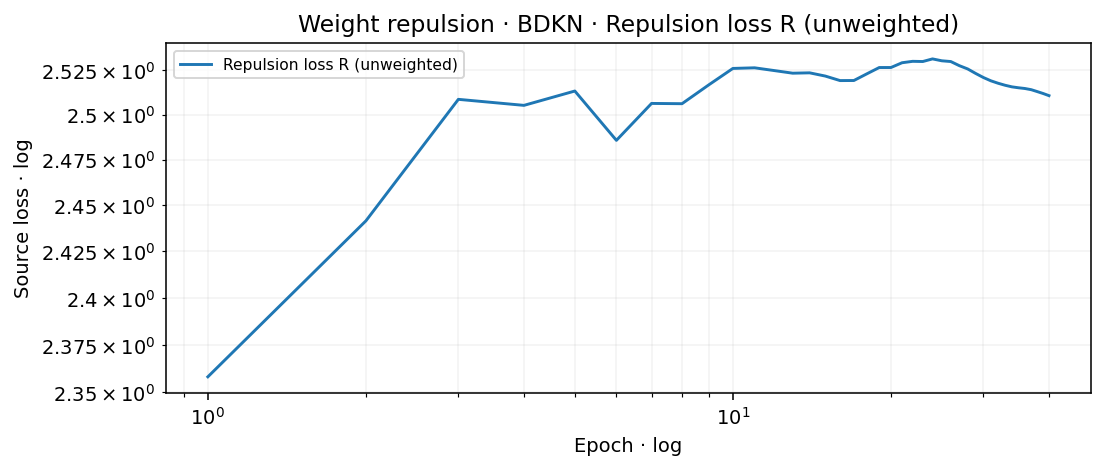 Weight repulsion · BDKN · Repulsion loss R (unweighted)
Repulsion loss R (unweighted)
Source loss · log
2.525 × 10⁰
2.5 × 10⁰
2.475 × 10⁰
2.45 × 10⁰
2.425 × 10⁰
2.4 × 10⁰
2.375 × 10⁰
2.35 × 10⁰
10⁰
10¹
Epoch · log